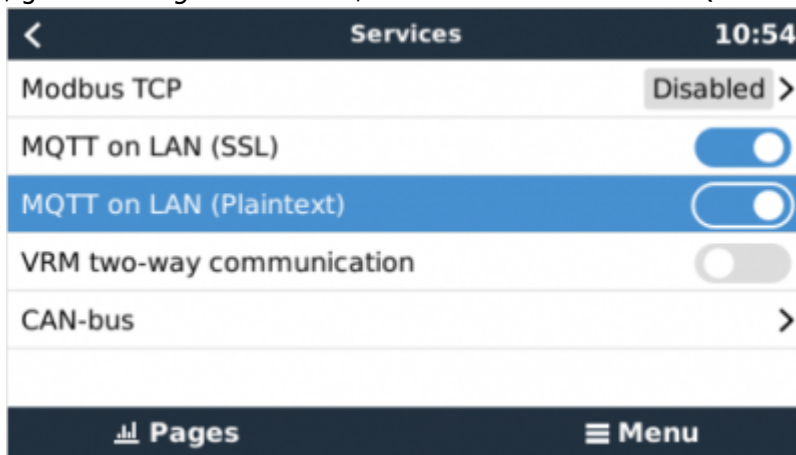 Services 10:54
Modbus TCP Disabled
MQTT on LAN (SSL)
MQTT on LAN (Plaintext)
VRM two-way communication
CAN-bus
Pages Menu